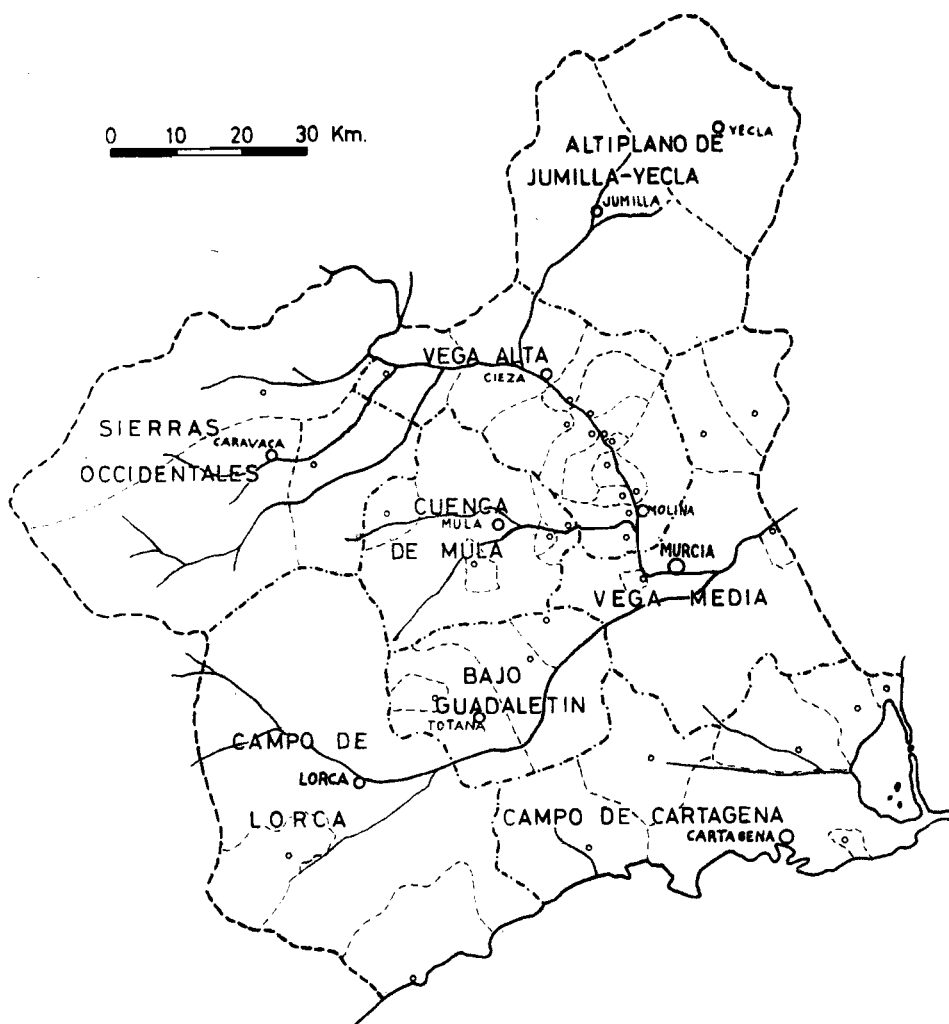 0 10 20 30 Km.
YECLA
ALTIPLANO DE
JUMILLA-YECLA
JUMILLA
VEGA ALTA
CIEZA
SIERRAS
CARAVACA
OCCIDENTALES
CUENCA
MULA
DE MULA
MOLINA
MURCIA
VEGA MEDIA
BAJO
GUADALETIN
TOTANA
CAMPO DE
LORCA
LORCA
CAMPO DE CARTAGENA
CARTAGENA